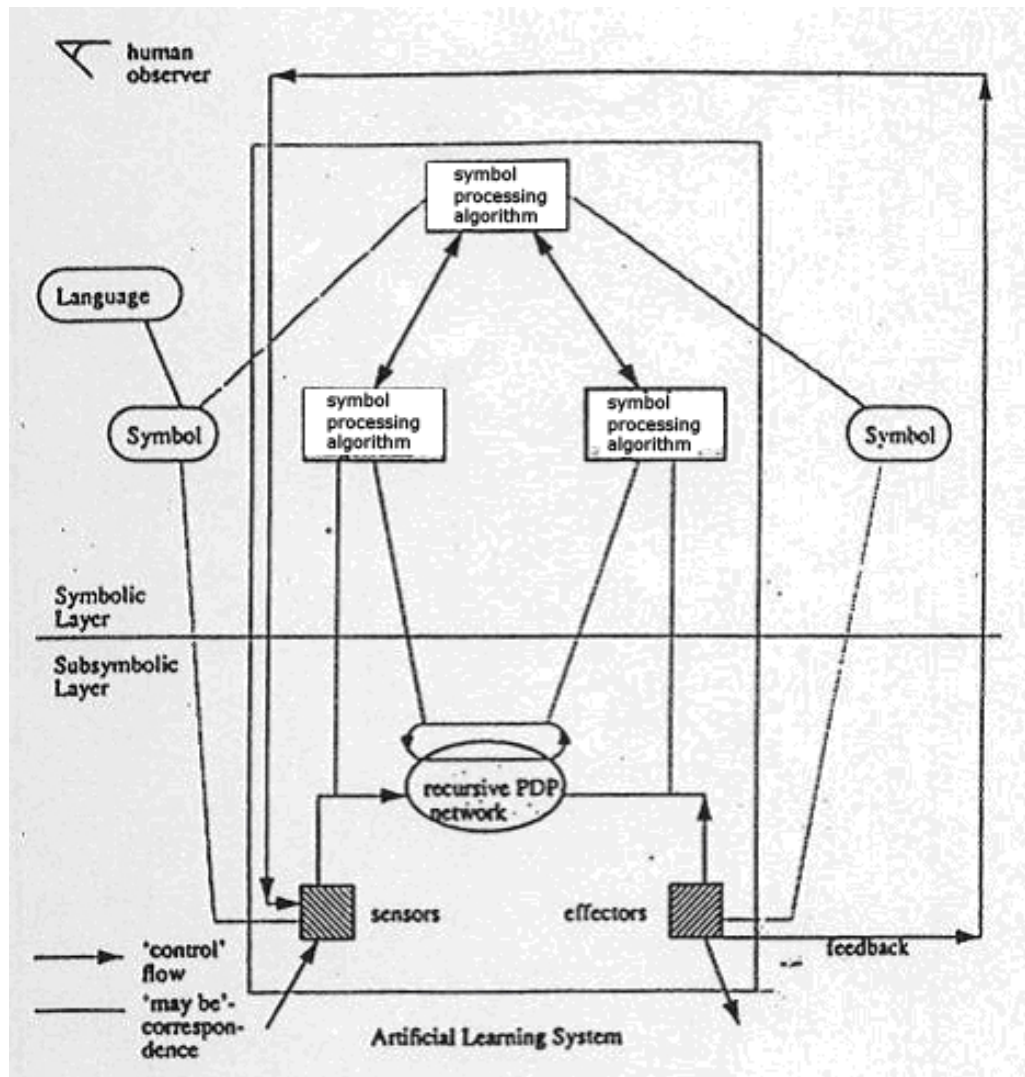 human
observer
symbol
processing
algorithm
Language
symbol
processing
algorithm
symbol
processing
algorithm
Symbol
Symbol
Symbolic
Layer
Subsymbolic
Layer
recursive PDP
network
sensors
effectors
feedback
'control'
flow
'may be'-
correspon-
dence
Artificial Learning System